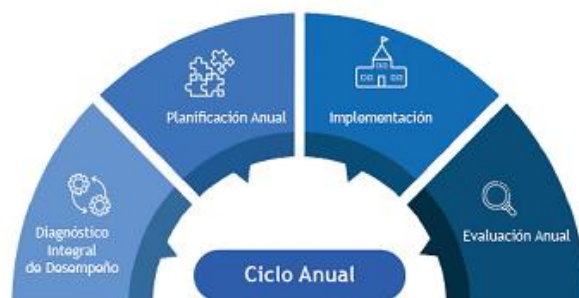 Planificación Anual
Implementación
Diagnóstico
Integral
de Desempeño
Evaluación Anual
Ciclo Anual